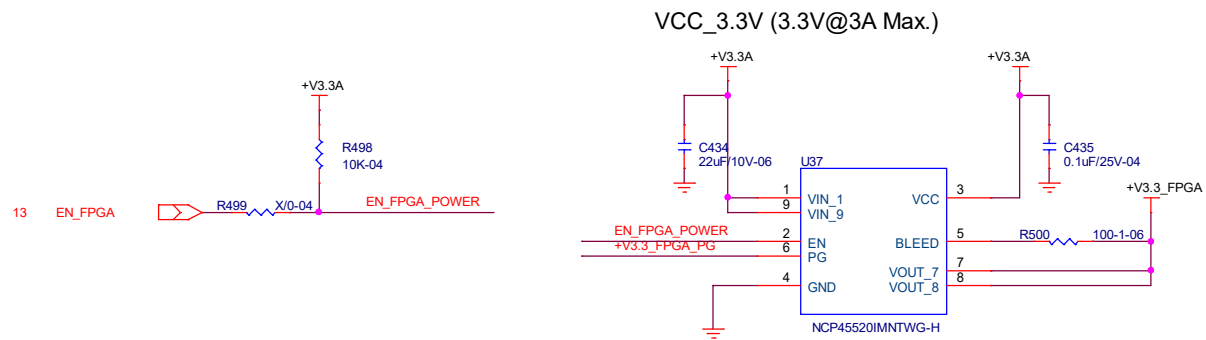 VCC_3.3V (3.3V@3A Max.)
+V3.3A
+V3.3A
+V3.3A
R498
10K-04
C434
22uF/10V-06
C435
0.1uF/25V-04
U37
+V3.3_FPGA
1 VIN_1 VCC 3
9 VIN_9
13 EN_FPGA R499 X/0-04 EN_FPGA_POWER
EN_FPGA_POWER 2 EN BLEED 5 R500 100-1-06
+V3.3_FPGA_PG 6 PG
VOUT_7 7
4 GND VOUT_8 8
NCP45520IMNTWG-H